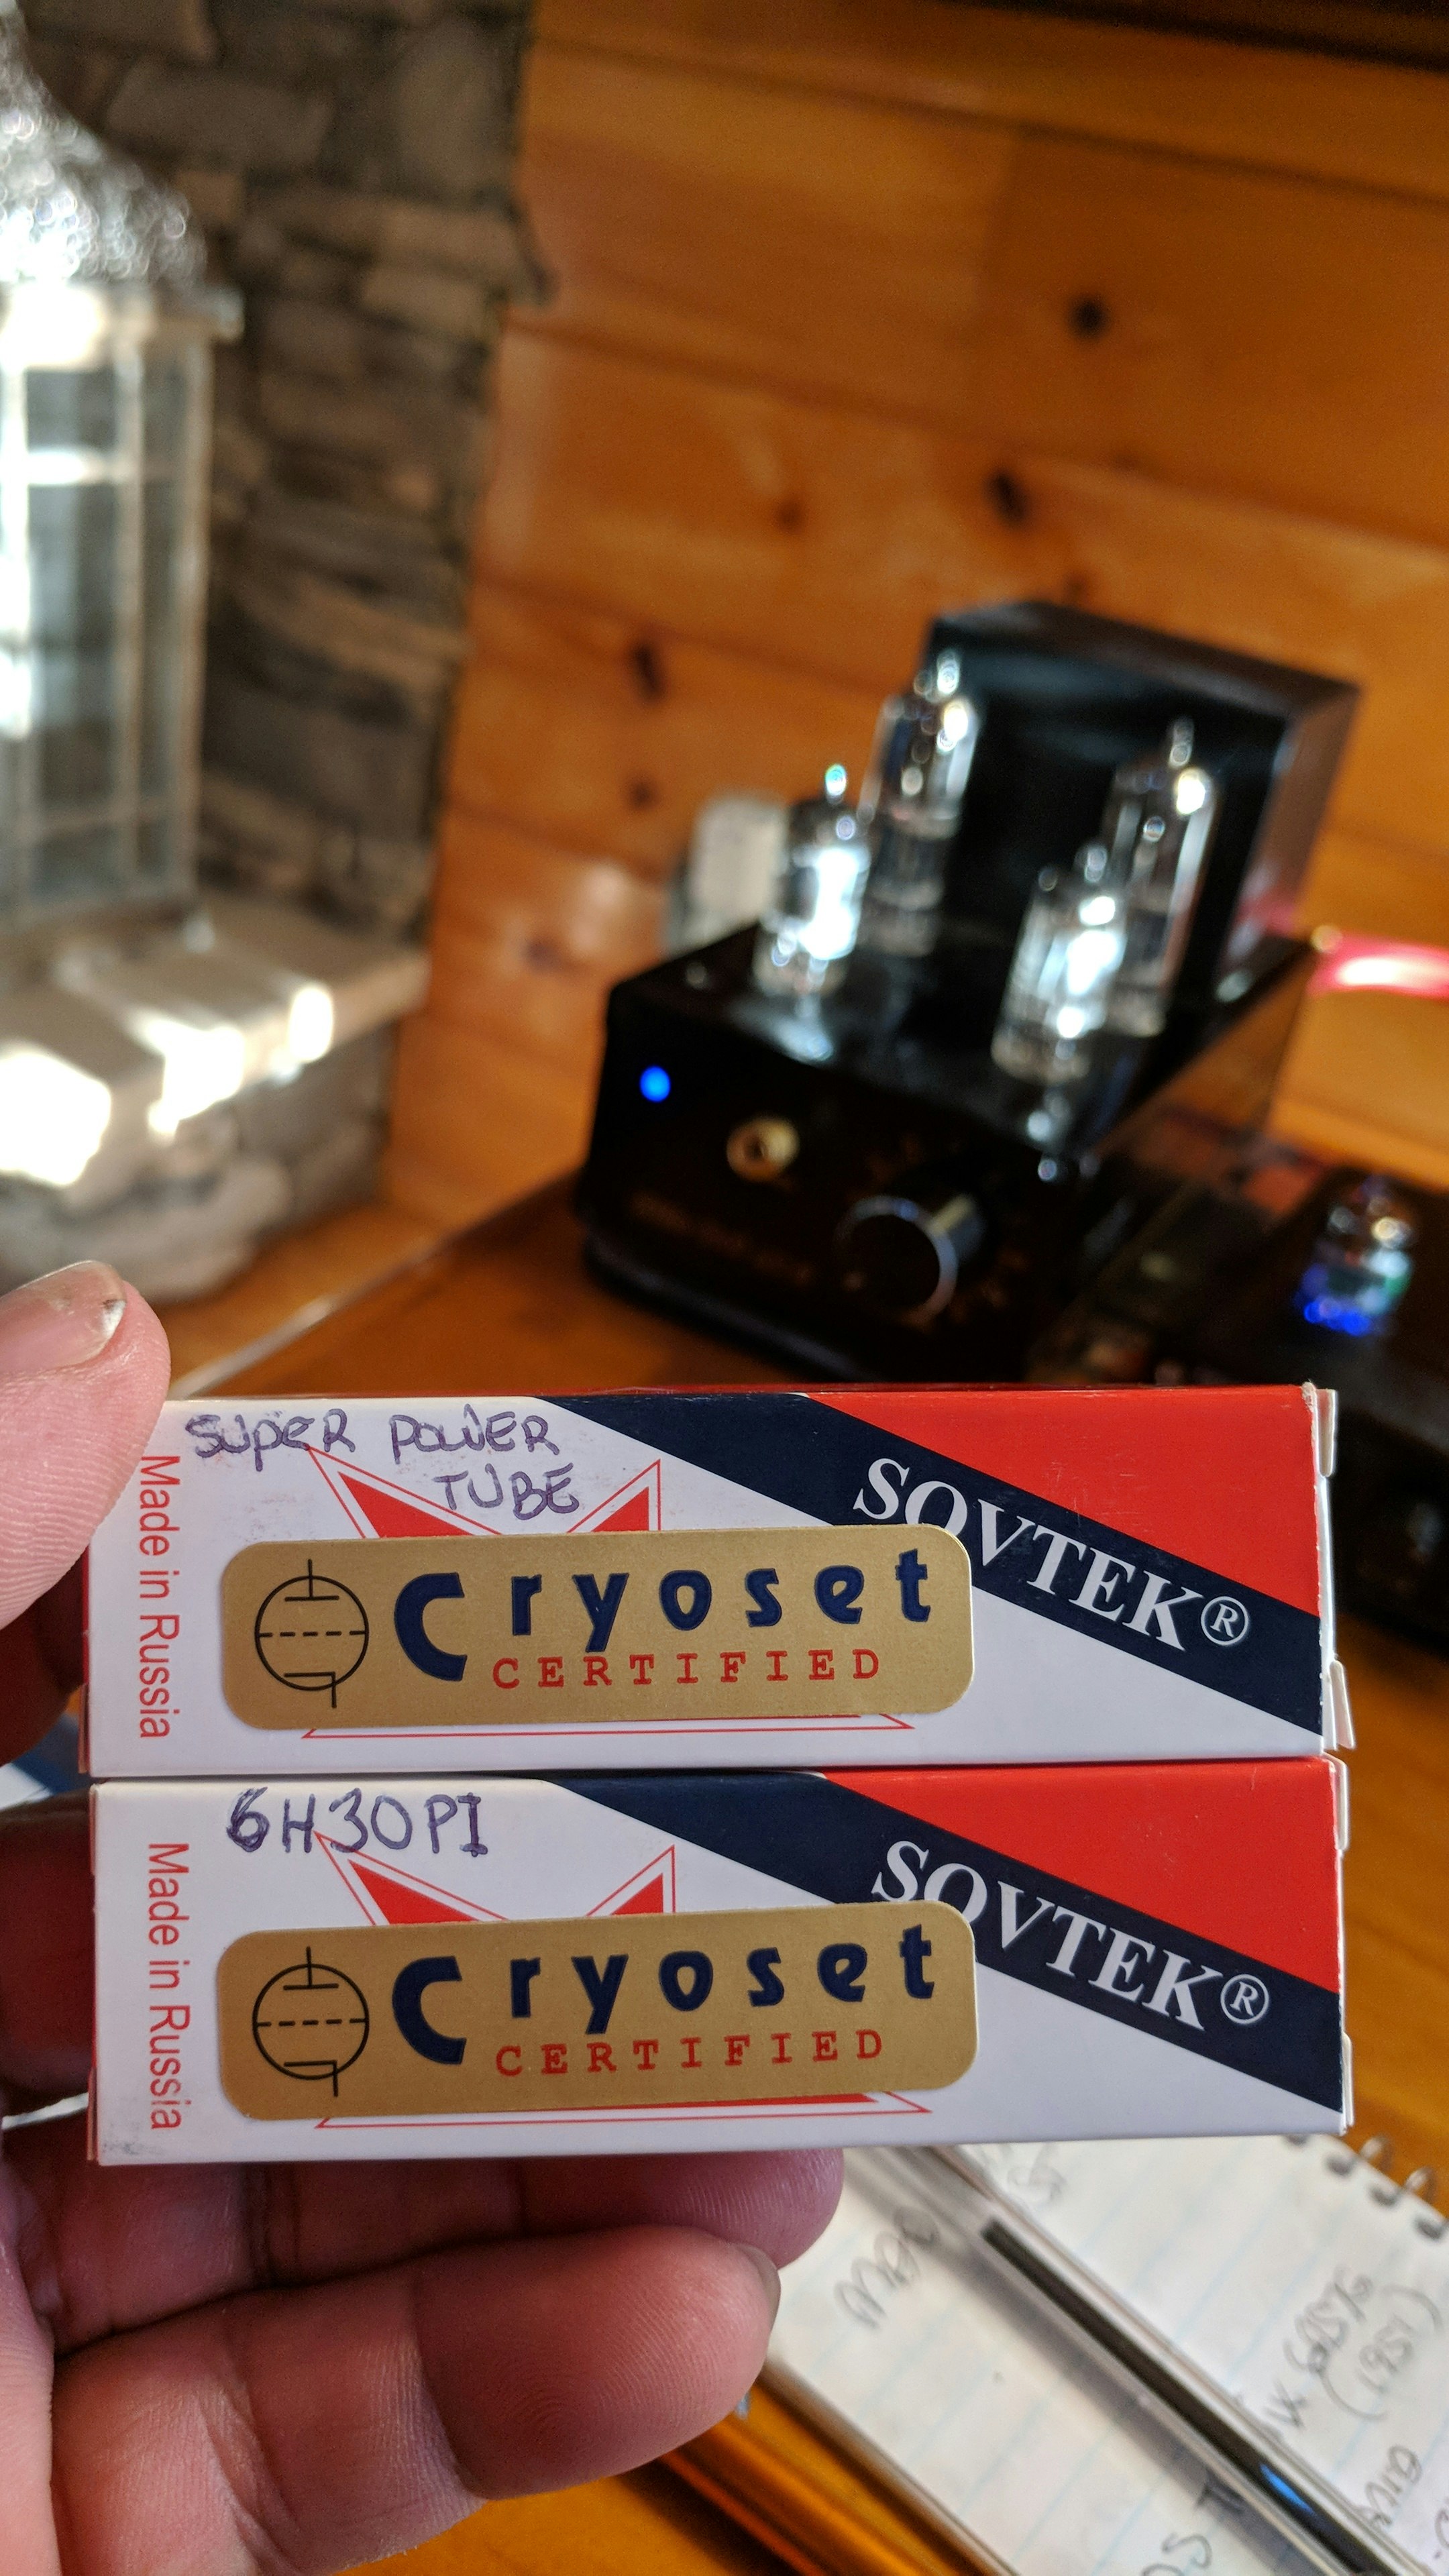 SUPER POWER
TUBE
SOVTEK®
Made in Russia
Cryoset
CERTIFIED
6H30PI
SOVTEK®
Made in Russia
Cryoset
CERTIFIED